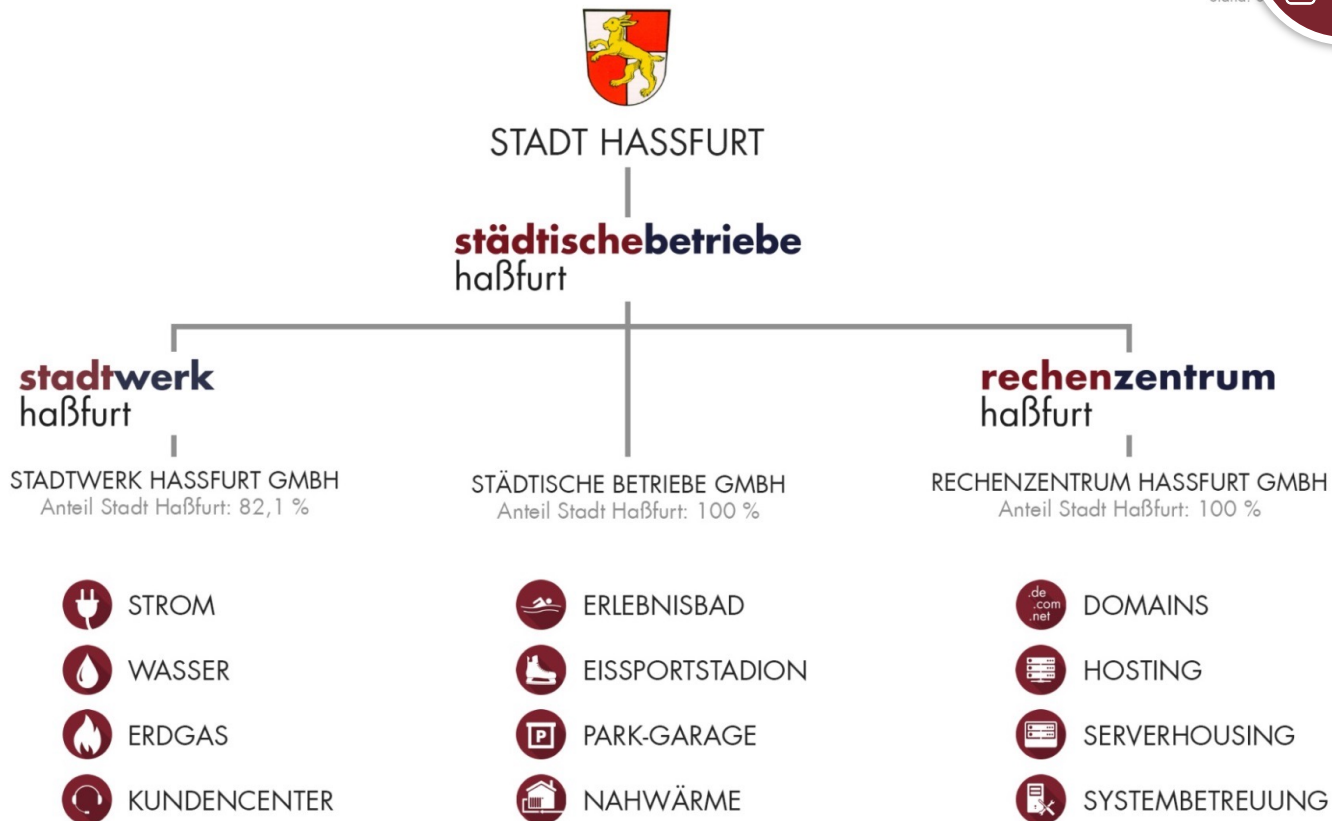 STADT HASSFURT
städtischebetriebe
haßfurt
stadtwerk
haßfurt
STADTWERK HASSFURT GMBH
Anteil Stadt Haßfurt: 82,1 %
STROM
WASSER
ERDGAS
KUNDENCENTER
STÄDTISCHE BETRIEBE GMBH
Anteil Stadt Haßfurt: 100 %
ERLEBNISBAD
EISSPORTSTADION
P
PARK-GARAGE
NAHWÄRME
rechenzentrum
haßfurt
RECHENZENTRUM HASSFURT GMBH
Anteil Stadt Haßfurt: 100 %
.de
.com
.net
DOMAINS
HOSTING
SERVERHOUSING
SYSTEMBETREUUNG